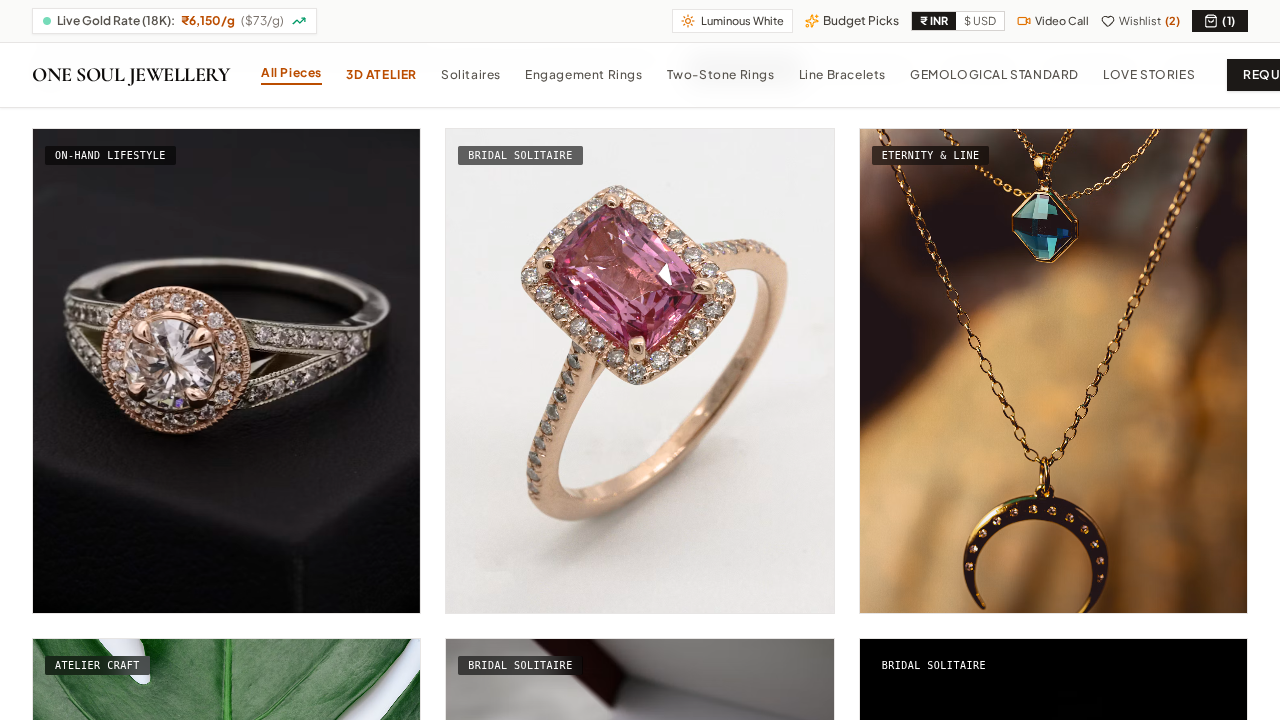 Live Gold Rate (18K): ₹6,150/g ($73/g)
Luminous White
Budget Picks
₹ INR
$ USD
Video Call
Wishlist (2)
(1)
ONE SOUL JEWELLERY
All Pieces
3D ATELIER
Solitaires
Engagement Rings
Two-Stone Rings
Line Bracelets
GEMOLOGICAL STANDARD
LOVE STORIES
REQU
ON-HAND LIFESTYLE
BRIDAL SOLITAIRE
ETERNITY & LINE
ATELIER CRAFT
BRIDAL SOLITAIRE
BRIDAL SOLITAIRE